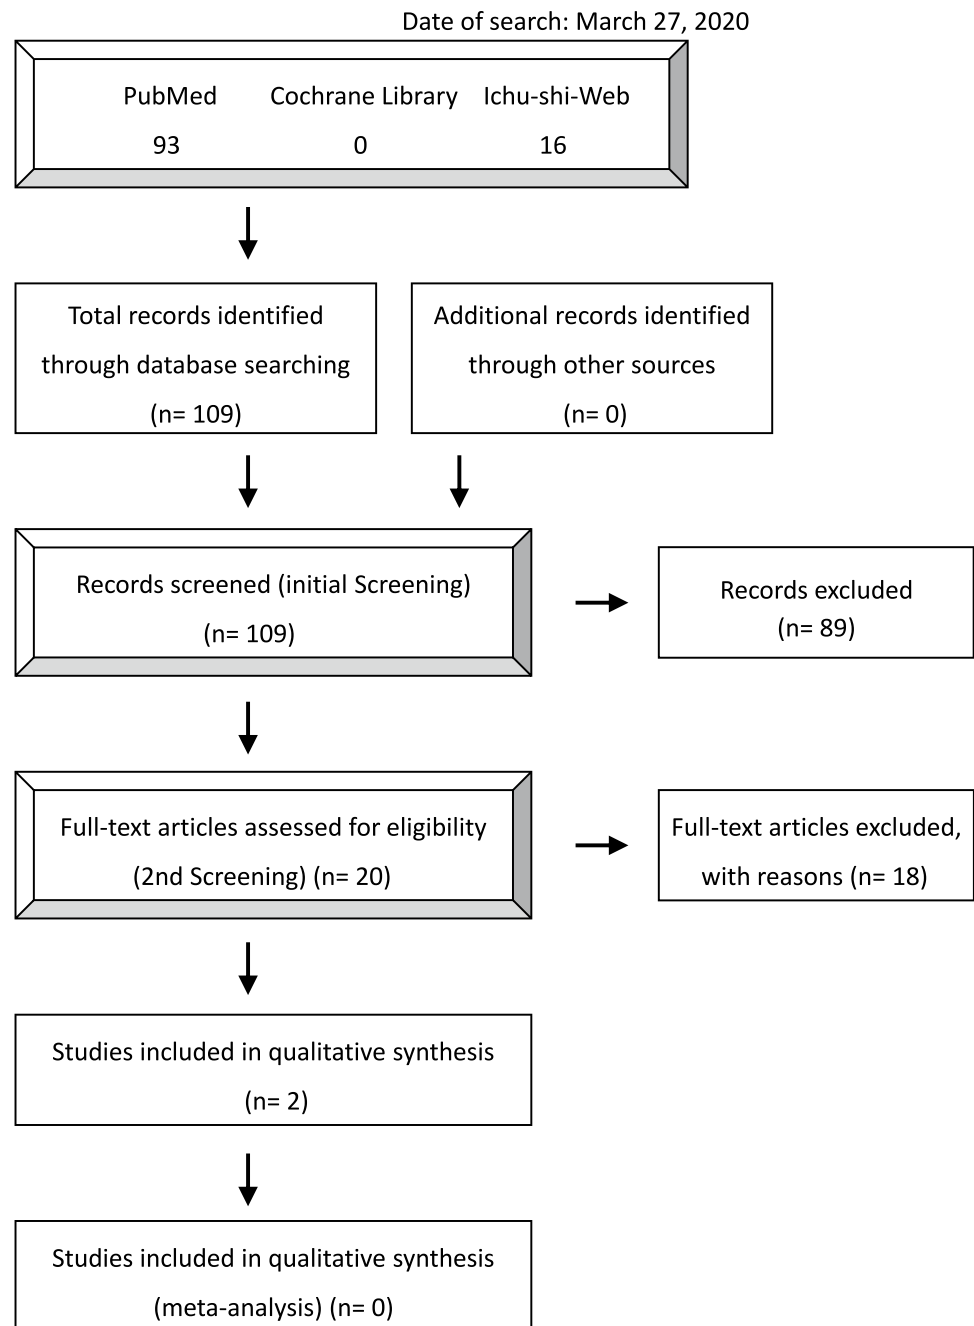 Date of search: March 27, 2020
PubMed Cochrane Library Ichu-shi-Web
93 0 16
Total records identified
through database searching
(n= 109)
Additional records identified
through other sources
(n= 0)
Records screened (initial Screening)
(n= 109)
Records excluded
(n= 89)
Full-text articles assessed for eligibility
(2nd Screening) (n= 20)
Full-text articles excluded,
with reasons (n= 18)
Studies included in qualitative synthesis
(n= 2)
Studies included in qualitative synthesis
(meta-analysis) (n= 0)